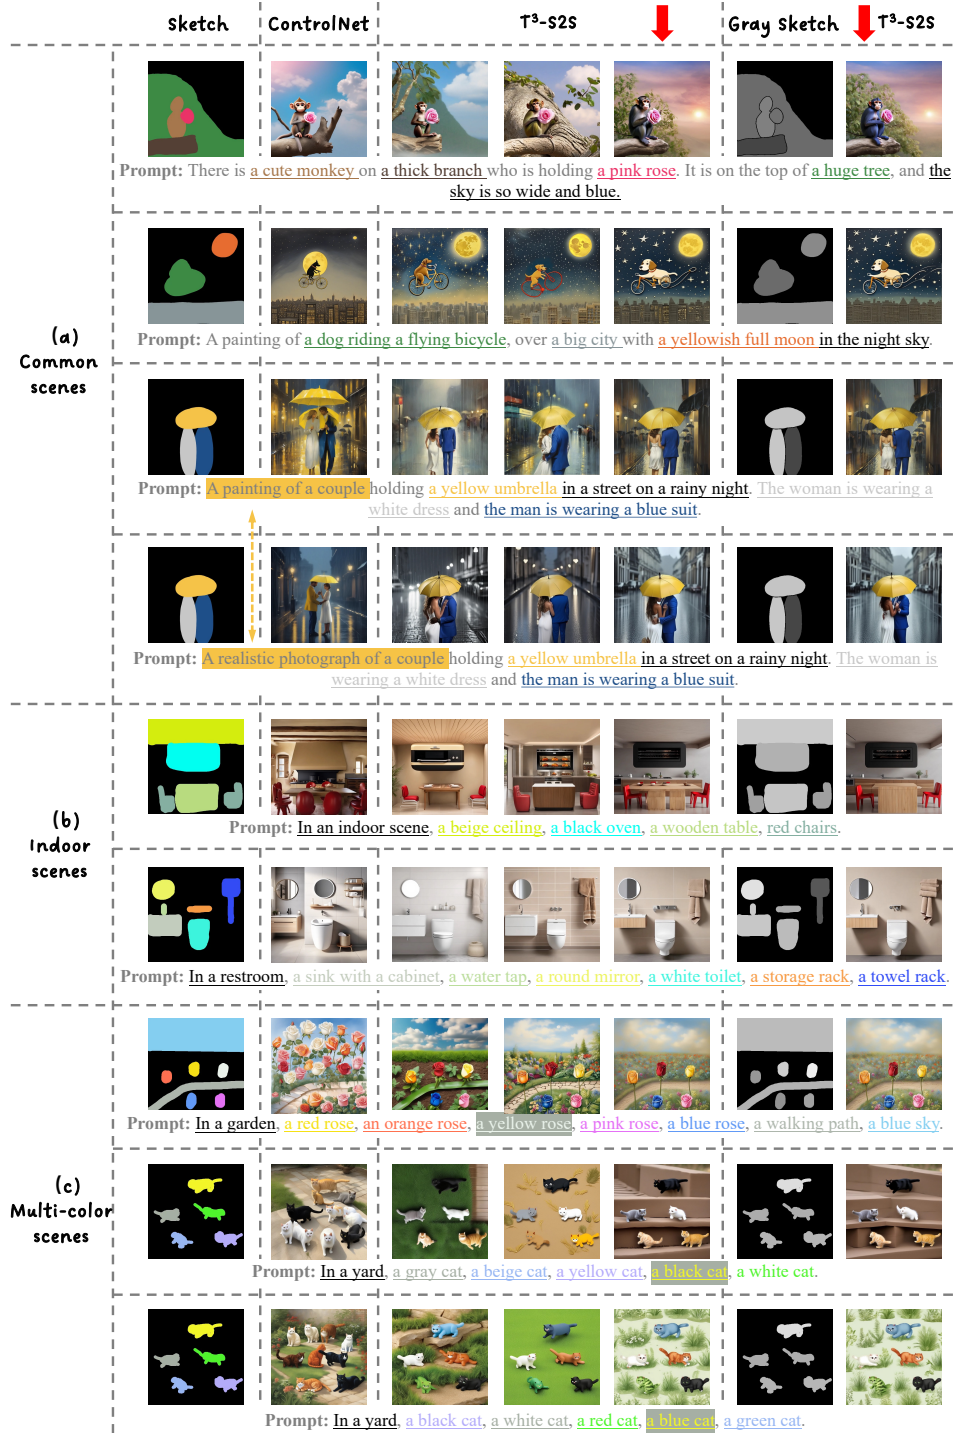 Sketch ControlNet T³-S2S Gray Sketch T³-S2S
Prompt: There is a cute monkey on a thick branch who is holding a pink rose. It is on the top of a huge tree, and the
sky is so wide and blue.
Prompt: A painting of a dog riding a flying bicycle, over a big city with a yellowish full moon in the night sky.
(a)
Common
scenes
Prompt: A painting of a couple holding a yellow umbrella in a street on a rainy night. The woman is wearing a
white dress and the man is wearing a blue suit.
Prompt: A realistic photograph of a couple holding a yellow umbrella in a street on a rainy night. The woman is
wearing a white dress and the man is wearing a blue suit.
(b)
Indoor
scenes
Prompt: In an indoor scene, a beige ceiling, a black oven, a wooden table, red chairs.
Prompt: In a restroom, a sink with a cabinet, a water tap, a round mirror, a white toilet, a storage rack, a towel rack.
Prompt: In a garden, a red rose, an orange rose, a yellow rose, a pink rose, a blue rose, a walking path, a blue sky.
(c)
Multi-color
scenes
Prompt: In a yard, a gray cat, a beige cat, a yellow cat, a black cat, a white cat.
Prompt: In a yard, a black cat, a white cat, a red cat, a blue cat, a green cat.